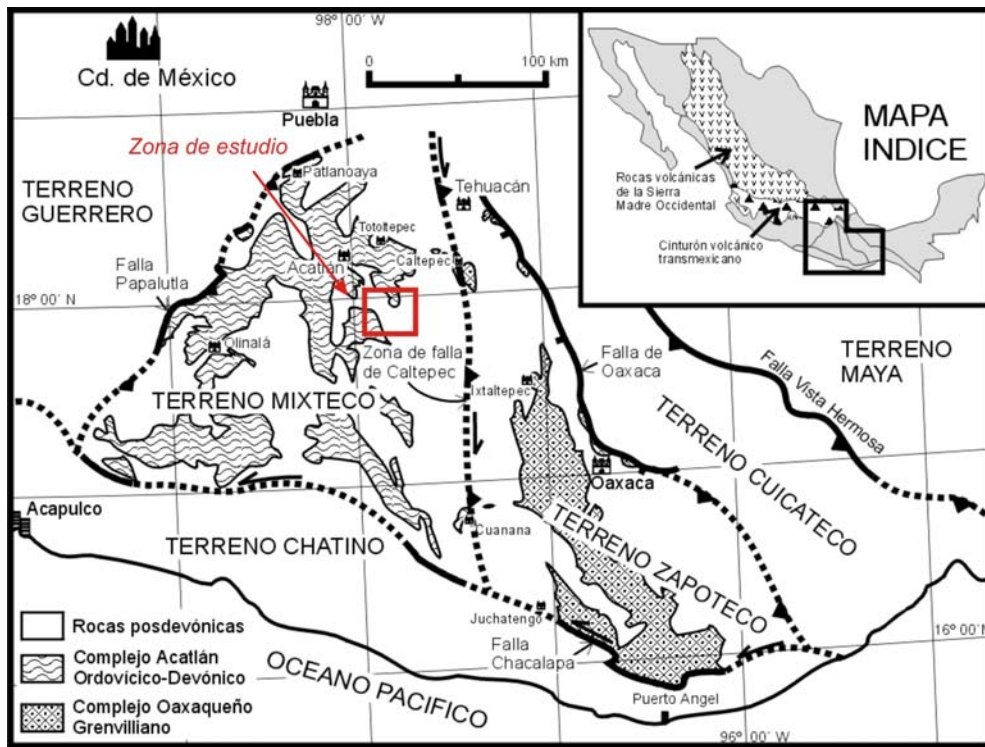 98° 00´ W
Cd. de México
0
100 km
Puebla
Zona de estudio
Patlanoaya
TERRENO
GUERRERO
Tehuacán
Tototltepec
Acatlán
Caltepec
Falla
Papalutla
18° 00´ N
Olinalá
Zona de falla
de Caltepec
TERRENO MIXTECO
Ixtaltepec
Falla de
Oaxaca
TERRENO
MAYA
Falla Vista Hermosa
TERRENO CUICATECO
Oaxaca
Acapulco
TERRENO CHATINO
Cuanana
TERRENO ZAPOTECO
Juchatengo
Falla
Chacalapa
16° 00´ N
OCEANO PACIFICO
Puerto Angel
96° 00´ W
Rocas posdevónicas
Complejo Acatlán
Ordovícico-Devónico
Complejo Oaxaqueño
Grenvilliano
MAPA
INDICE
Rocas volcánicas
de la Sierra
Madre Occidental
Cinturón volcánico
transmexicano